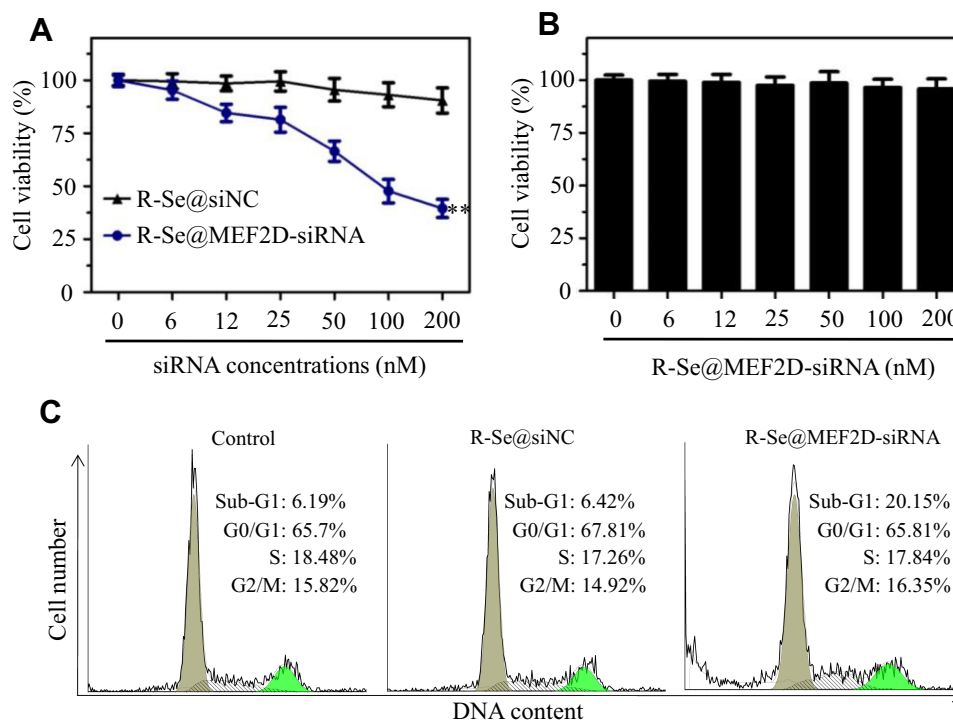 A
Cell viability (%)
100
75
50
25
0
R-Se@siNC
R-Se@MEF2D-siRNA
**
0 6 12 25 50 100 200
siRNA concentrations (nM)
B
Cell viability (%)
100
75
50
25
0
0 6 12 25 50 100 200
R-Se@MEF2D-siRNA (nM)
C
Cell number
Control
Sub-G1: 6.19%
G0/G1: 65.7%
S: 18.48%
G2/M: 15.82%
R-Se@siNC
Sub-G1: 6.42%
G0/G1: 67.81%
S: 17.26%
G2/M: 14.92%
R-Se@MEF2D-siRNA
Sub-G1: 20.15%
G0/G1: 65.81%
S: 17.84%
G2/M: 16.35%
DNA content